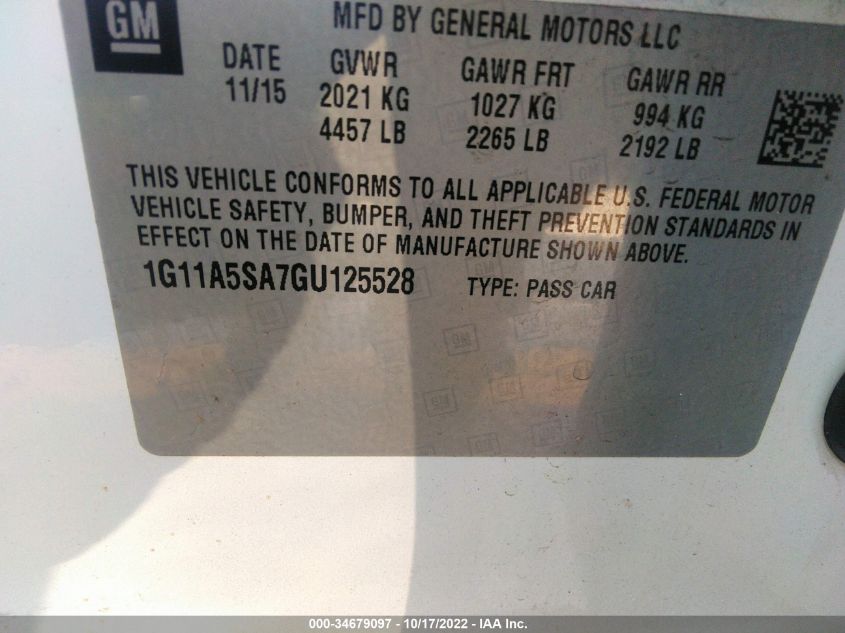 GM
MFD BY GENERAL MOTORS LLC
DATE GVWR GAWR FRT GAWR RR
11/15 2021 KG 1027 KG 994 KG
4457 LB 2265 LB 2192 LB
THIS VEHICLE CONFORMS TO ALL APPLICABLE U.S. FEDERAL MOTOR
VEHICLE SAFETY, BUMPER, AND THEFT PREVENTION STANDARDS IN
EFFECT ON THE DATE OF MANUFACTURE SHOWN ABOVE.
1G11A5SA7GU125528 TYPE: PASS CAR
000-34679097 - 10/17/2022 - IAA Inc.